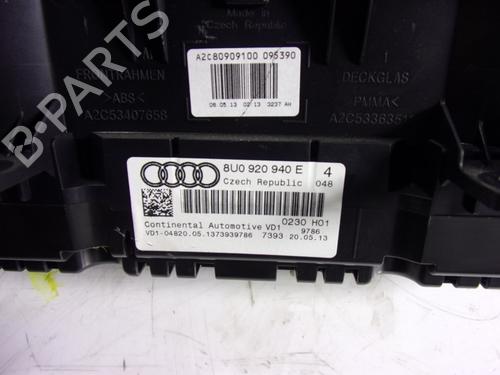 Made in
Czech Republic
A2C80909100 095390
08.05.13 02 13 3237 AH
FRONTRAHMEN
>ABS<
A2C53407658
DECKGLAS
PMMA<
8U0 920 940 E 4
Czech Republic 048
0230 H01
Continental Automotive VD1 9786
VD1-04820.05.1373939786 7393 20.05.13
B PARTS